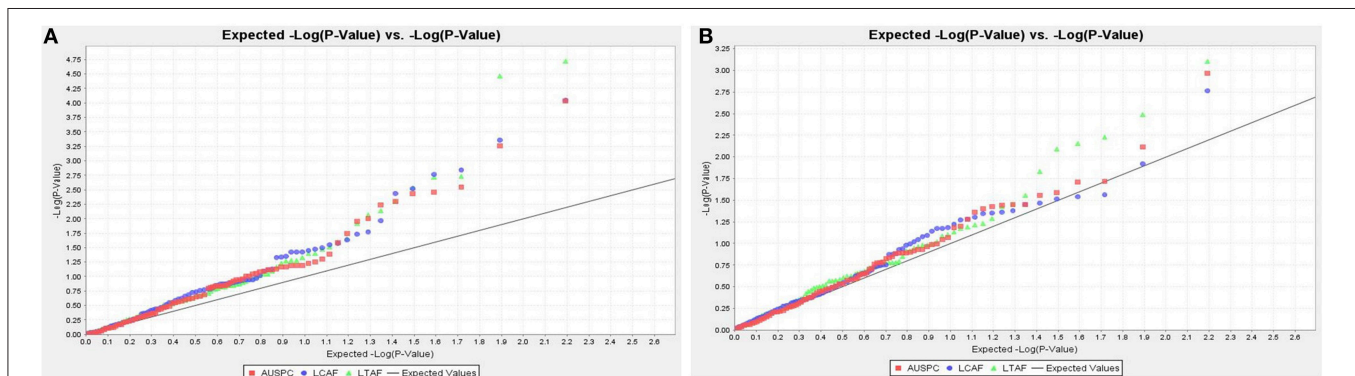 A
Expected -Log(P-Value) vs. -Log(P-Value)
-Log(P-Value)
4.75
4.50
4.25
4.00
3.75
3.50
3.25
3.00
2.75
2.50
2.25
2.00
1.75
1.50
1.25
1.00
0.75
0.50
0.25
0.00
0.0 0.1 0.2 0.3 0.4 0.5 0.6 0.7 0.8 0.9 1.0 1.1 1.2 1.3 1.4 1.5 1.6 1.7 1.8 1.9 2.0 2.1 2.2 2.3 2.4 2.5 2.6
Expected -Log(P-Value)
AUSPC LCAF LTAF Expected Values
B
Expected -Log(P-Value) vs. -Log(P-Value)
-Log(P-Value)
3.25
3.00
2.75
2.50
2.25
2.00
1.75
1.50
1.25
1.00
0.75
0.50
0.25
0.00
0.0 0.1 0.2 0.3 0.4 0.5 0.6 0.7 0.8 0.9 1.0 1.1 1.2 1.3 1.4 1.5 1.6 1.7 1.8 1.9 2.0 2.1 2.2 2.3 2.4 2.5 2.6
Expected -Log(P-Value)
AUSPC LCAF LTAF Expected Values